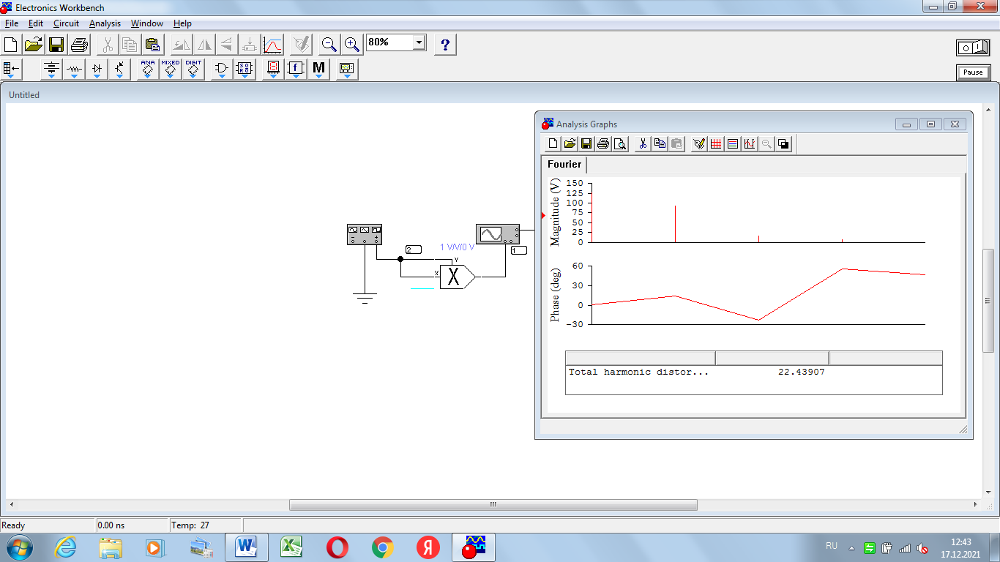 Electronics Workbench
File Edit Circuit Analysis Window Help
80%
?
ANA MIXED DIGIT
f M
O I
Pause
Untitled
2
1 V/V/0 V
1
Y
X
X
Analysis Graphs
Fourier
Magnitude (V)
150
125
100
75
50
25
0
Phase (deg)
60
30
0
-30
Total harmonic distor... 22.43907
Ready 0.00 ns Temp: 27
RU
12:43
17.12.2021